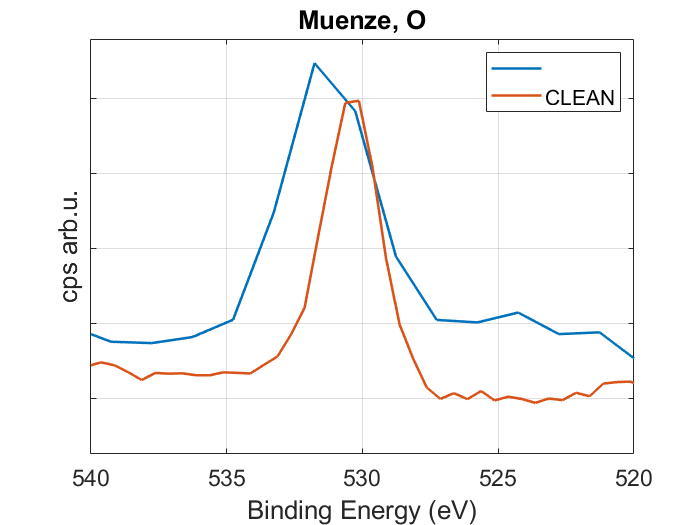 Muenze, O
CLEAN
cps arb.u.
540
535
530
525
520
Binding Energy (eV)